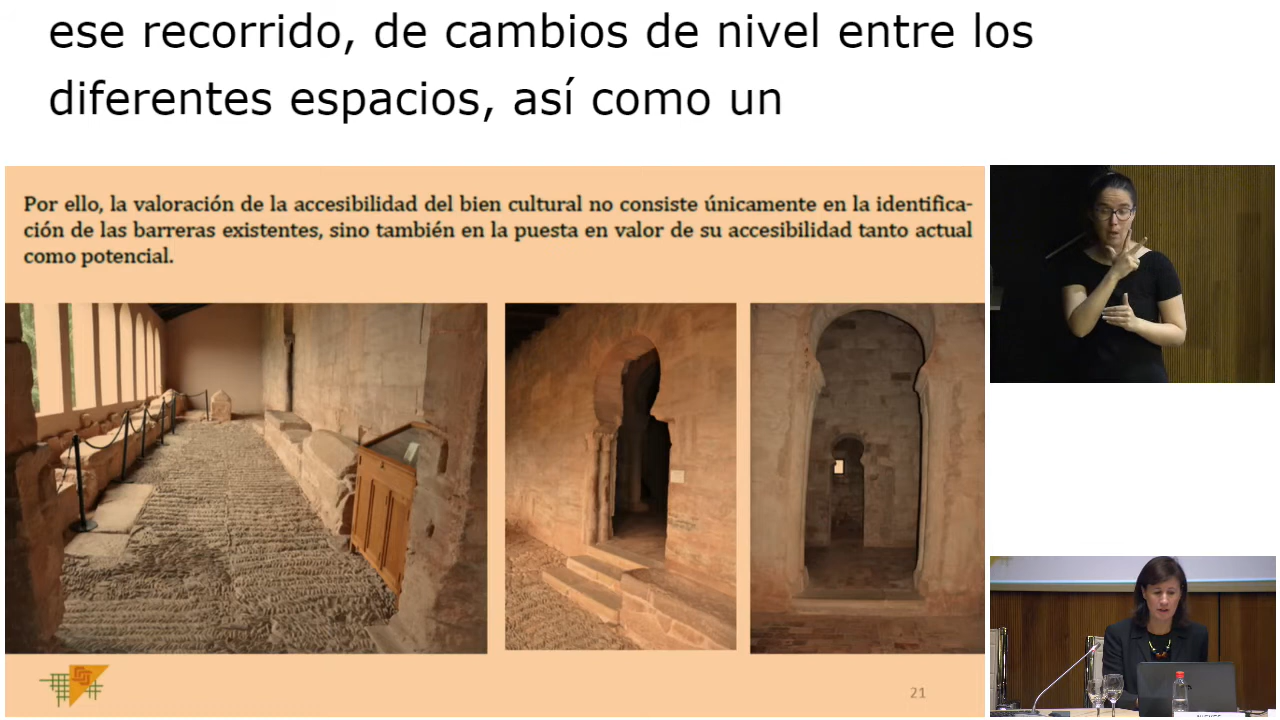 ese recorrido, de cambios de nivel entre los
diferentes espacios, así como un
Por ello, la valoración de la accesibilidad del bien cultural no consiste únicamente en la identifica-
ción de las barreras existentes, sino también en la puesta en valor de su accesibilidad tanto actual
como potencial.
21